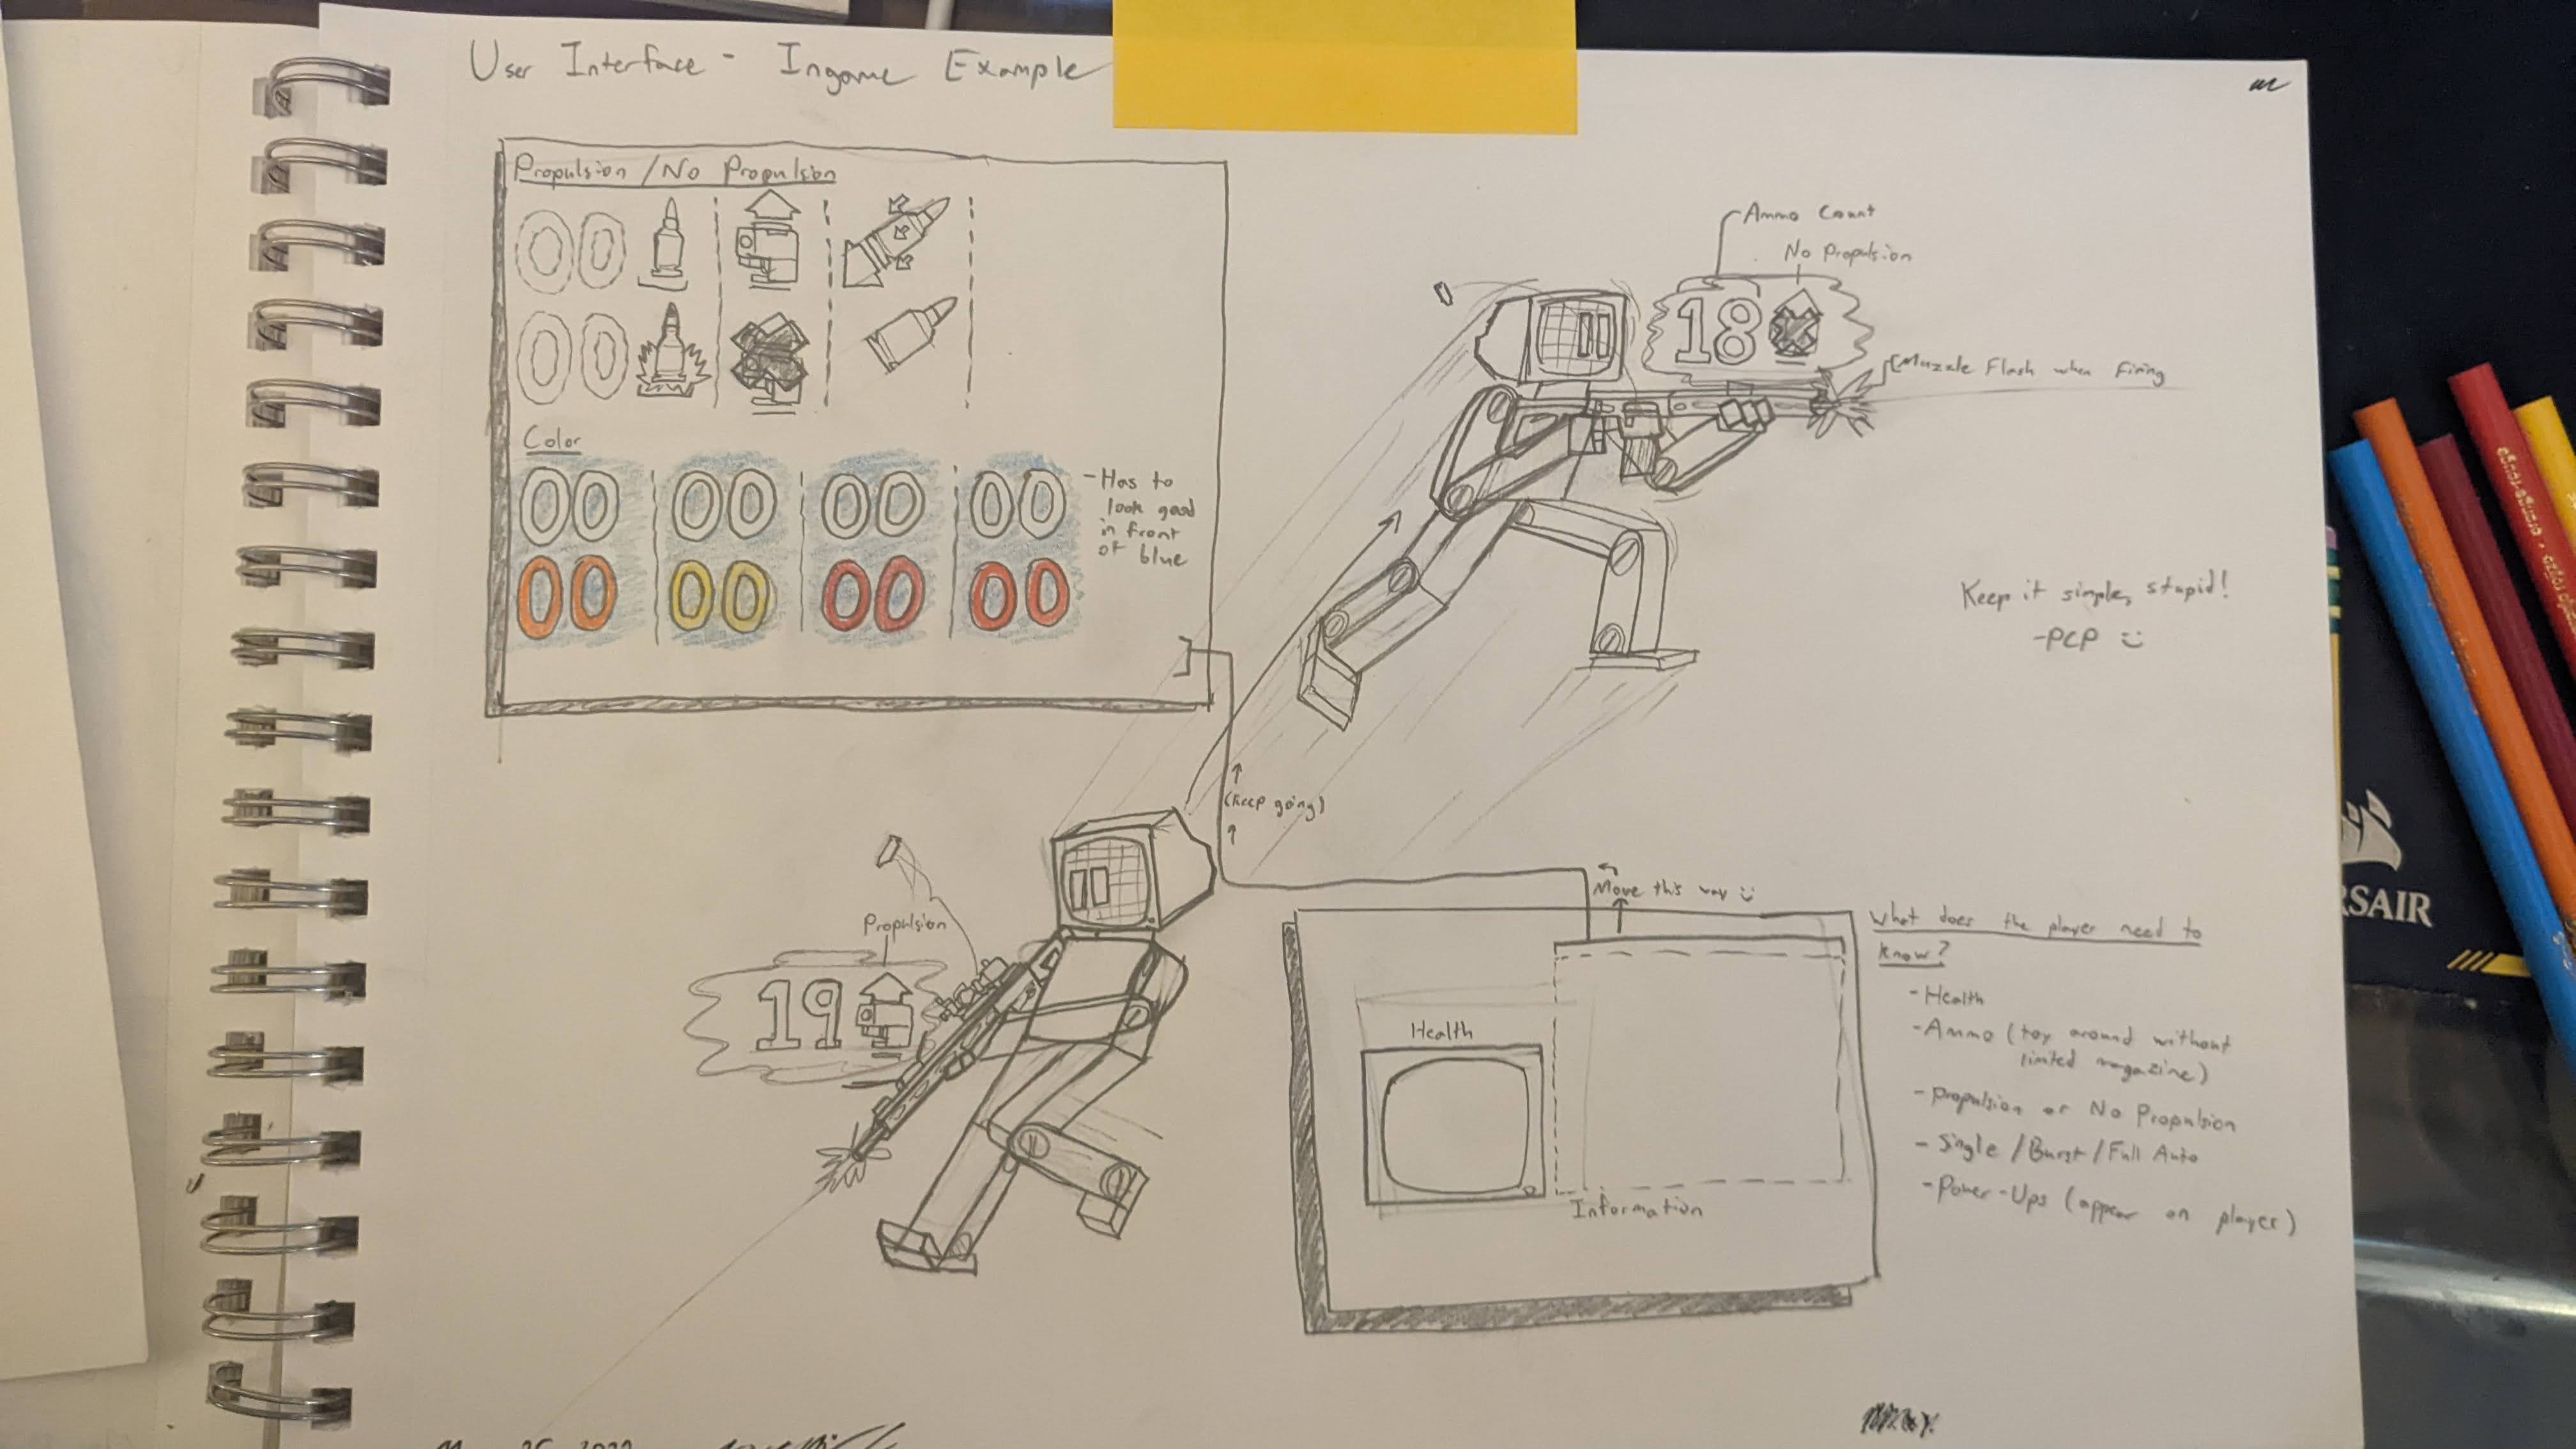 User Interface - Ingame Example
Propulsion / No Propulsion
00
00
Color
00 00 00 00
00 00 00 00
- Has to
look good
in front
of blue
Ammo Count
No Propulsion
18
Muzzle Flash when firing
Keep it simple, stupid!
-PCP :)
(Keep going)
Propulsion
19
Move this way :)
Health
Information
What does the player need to
know?
- Health
- Ammo (toy around without
limited magazine)
- Propulsion or No Propulsion
- Single / Burst / Full Auto
- Power-Ups (appear on player)
RSAIR